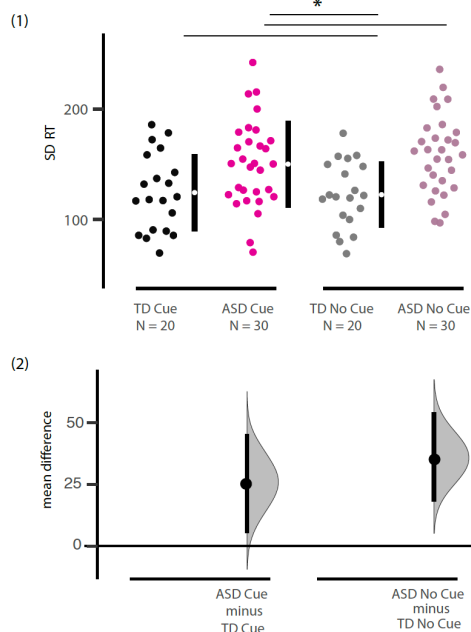 (1)
*
200
100
SD RT
TD Cue
N = 20
ASD Cue
N = 30
TD No Cue
N = 20
ASD No Cue
N = 30
(2)
50
25
0
mean difference
ASD Cue
minus
TD Cue
ASD No Cue
minus
TD No Cue